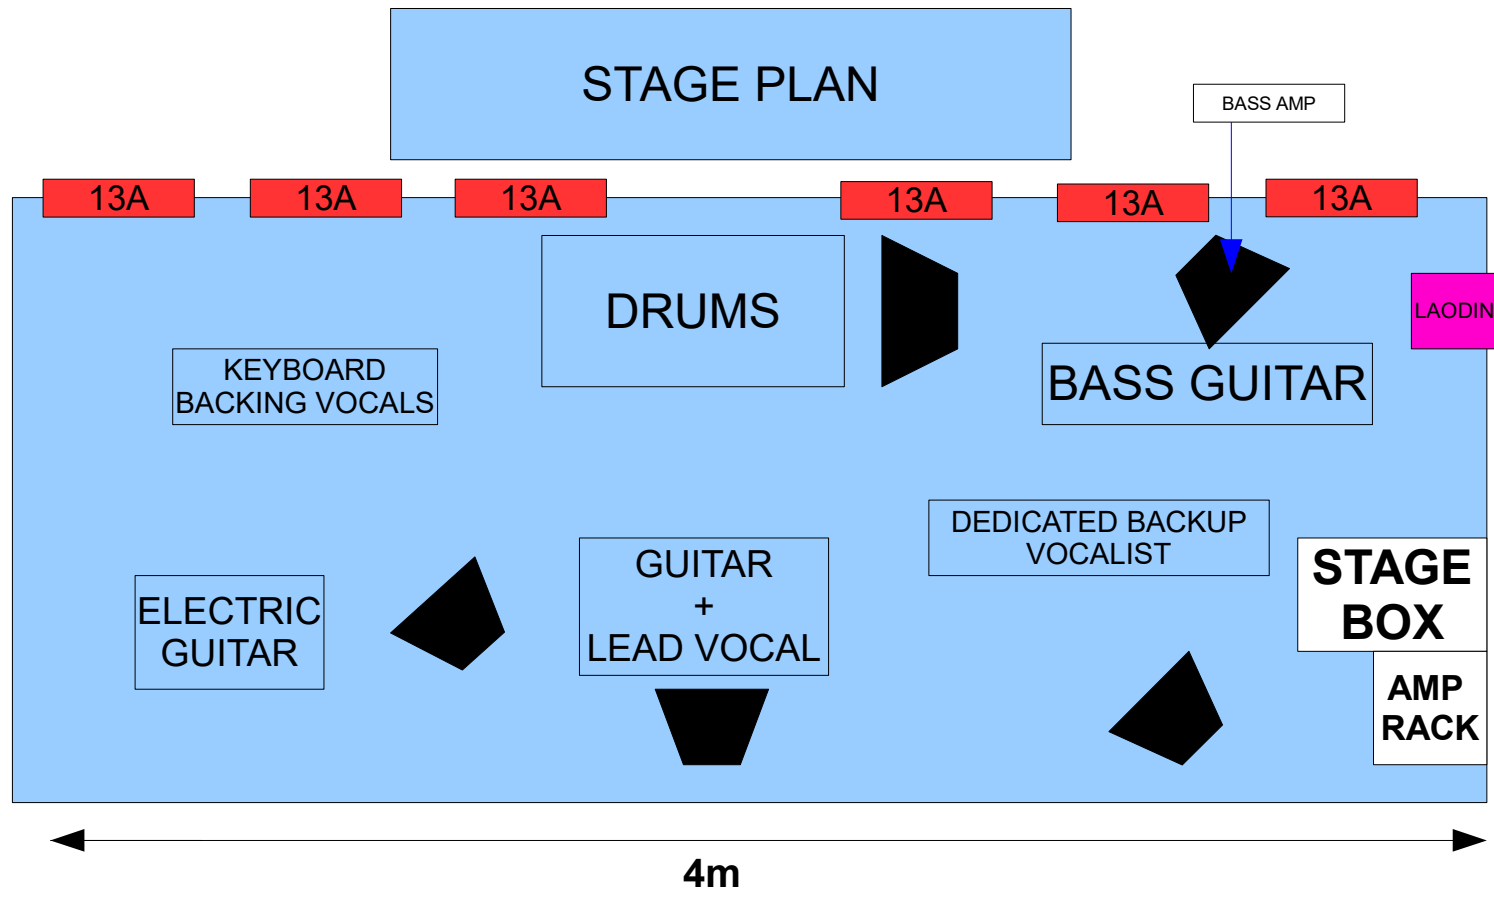 STAGE PLAN
BASS AMP
13A
13A
13A
13A
13A
13A
DRUMS
LAODIN
KEYBOARD
BACKING VOCALS
BASS GUITAR
DEDICATED BACKUP
VOCALIST
GUITAR
+
LEAD VOCAL
ELECTRIC
GUITAR
STAGE
BOX
AMP
RACK
4m